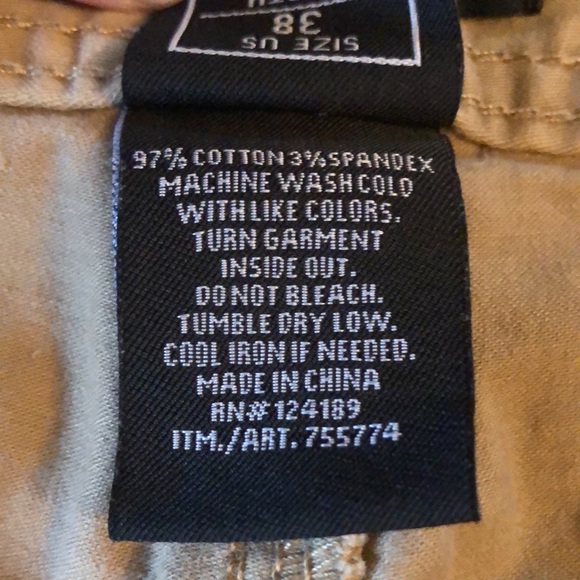 SIZE US
38
97% COTTON 3% SPANDEX
MACHINE WASH COLD
WITH LIKE COLORS.
TURN GARMENT
INSIDE OUT.
DO NOT BLEACH.
TUMBLE DRY LOW.
COOL IRON IF NEEDED.
MADE IN CHINA
RN# 124189
ITM./ART. 755774